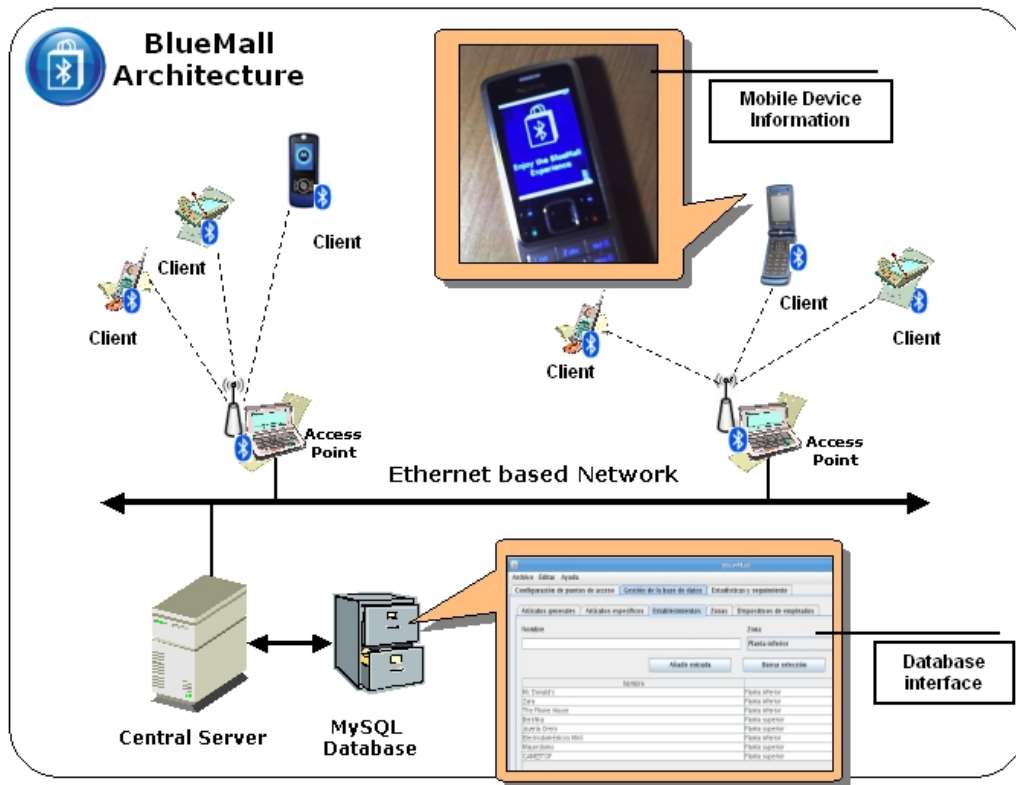 BlueMall
Architecture
Mobile Device
Information
Enjoy the BlueMall
Experience
Client
Client
Client
Client
Client
Client
Access
Point
Access
Point
Ethernet based Network
BlueMall
Archivo Editar Ayuda
Configuración de puntos de acceso Gestión de la base de datos Estadísticas y seguimiento
Artículos generales Artículos específicos Establecimientos Zonas Dispositivos de empleados
Nombre Zona
Planta inferior
Añadir entrada Borrar selección
Nombre
Mc Donald's Planta inferior
Zara Planta inferior
The Phone House Planta inferior
Bershka Planta superior
Joyería Orero Planta superior
Planta inferior
Planta superior
Planta superior
Database
interface
Central Server
MySQL
Database